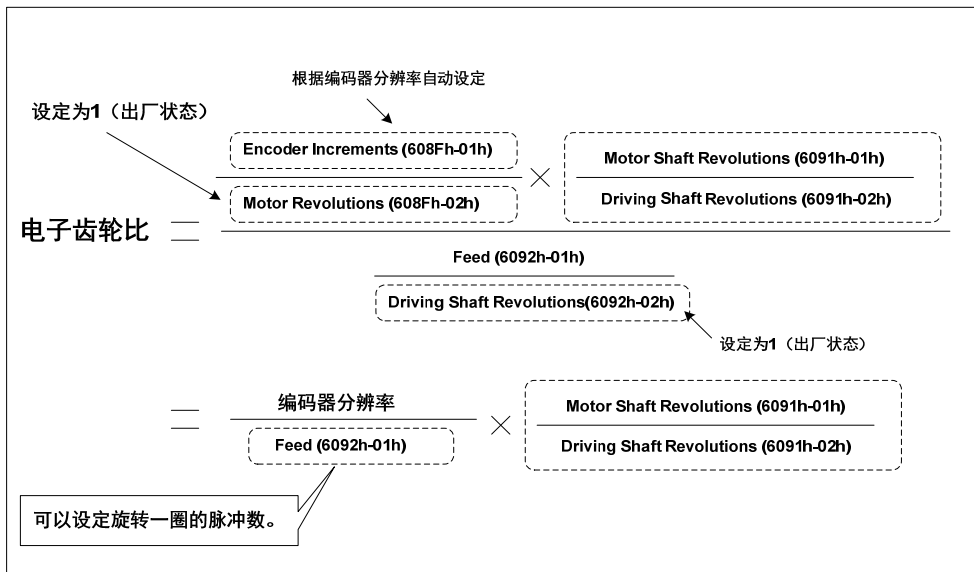 根据编码器分辨率自动设定
设定为1（出厂状态）
Encoder Increments (608Fh-01h)
Motor Revolutions (608Fh-02h)
×
Motor Shaft Revolutions (6091h-01h)
Driving Shaft Revolutions (6091h-02h)
电子齿轮比
=
Feed (6092h-01h)
Driving Shaft Revolutions(6092h-02h)
设定为1（出厂状态）
=
编码器分辨率
Feed (6092h-01h)
×
Motor Shaft Revolutions (6091h-01h)
Driving Shaft Revolutions (6091h-02h)
可以设定旋转一圈的脉冲数。